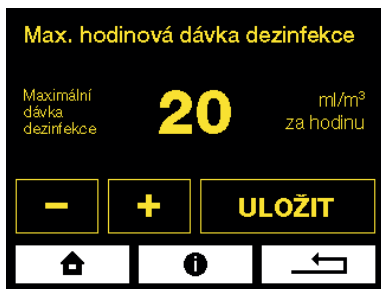 Max. hodinová dávka dezinfekce
Maximální
dávka
dezinfekce
20
ml/m³
za hodinu
− + ULOŽIT